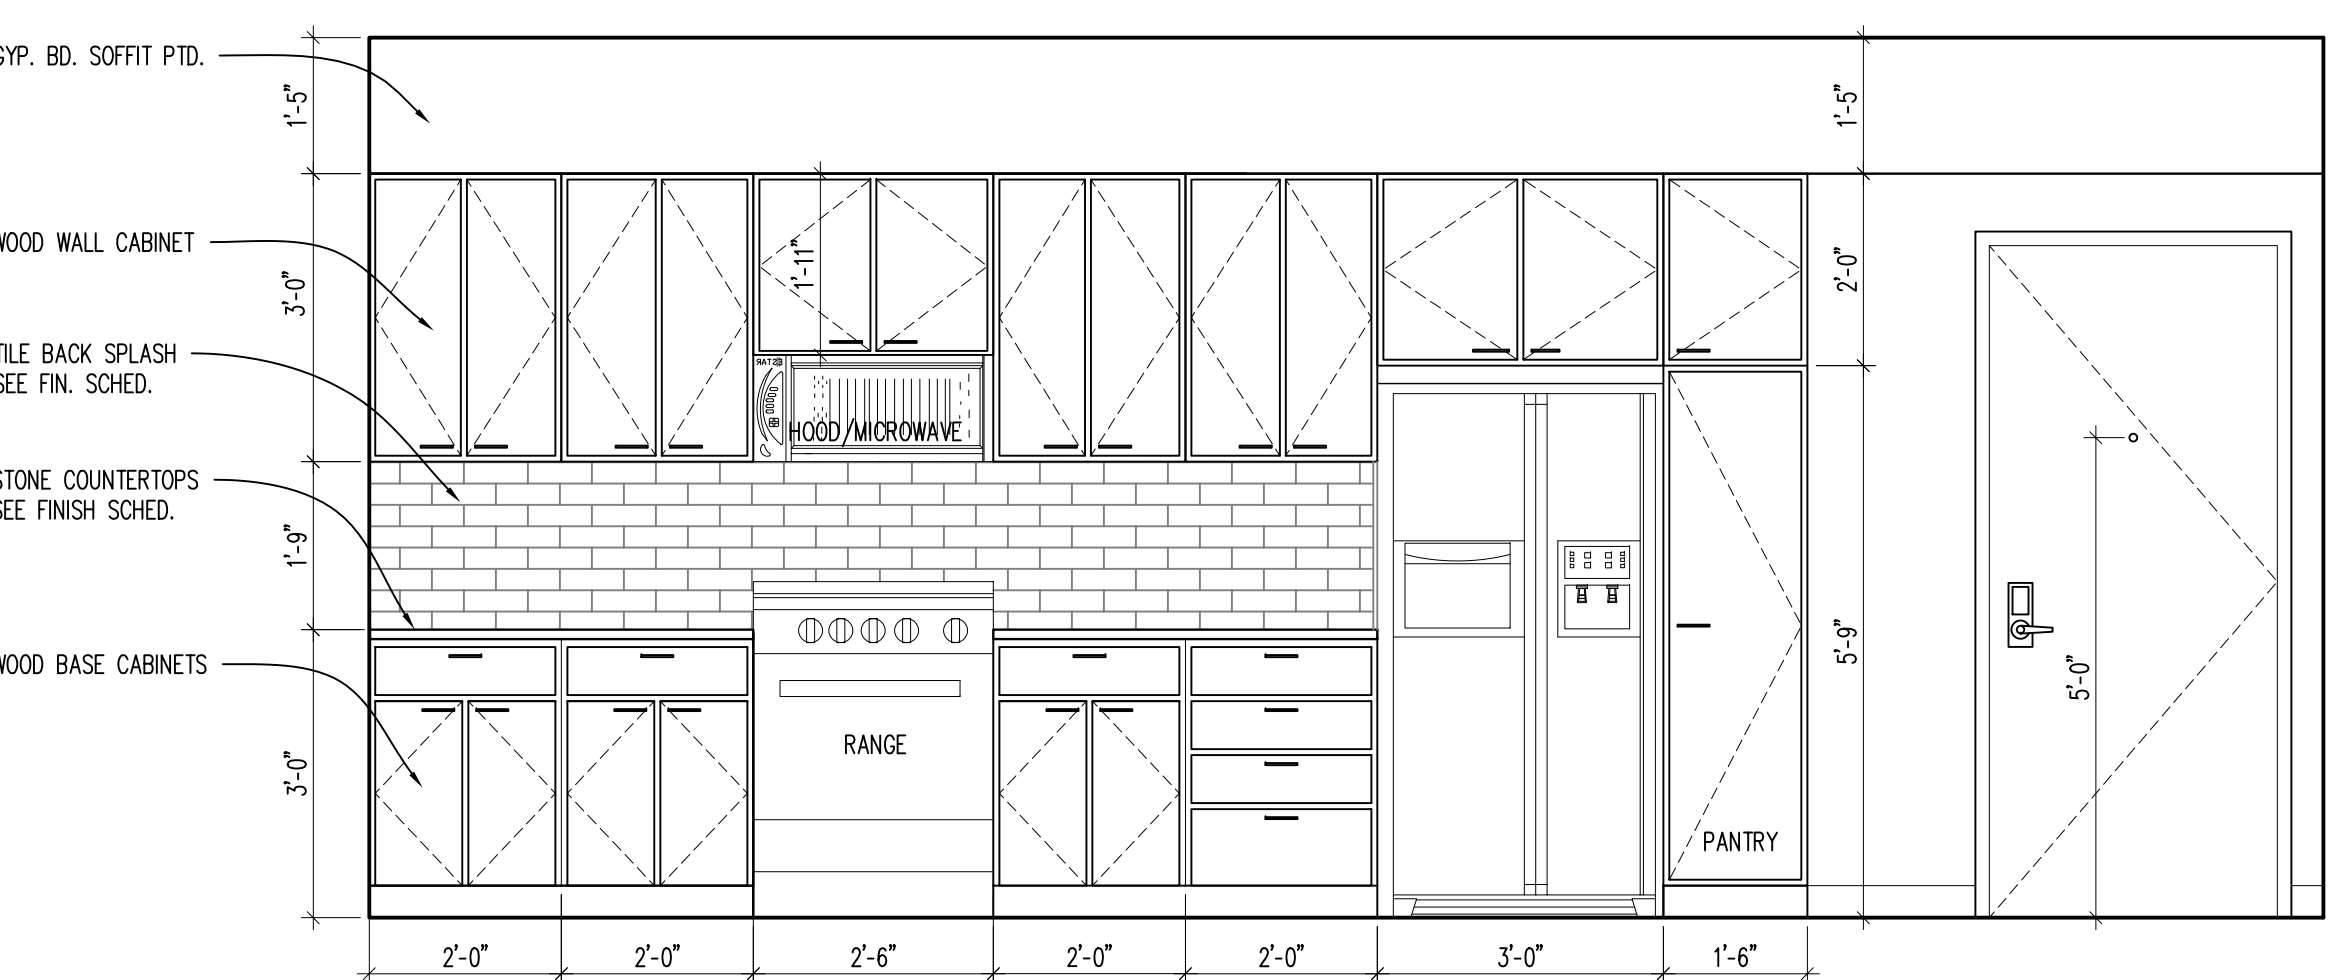 GYP. BD. SOFFIT PTD.
1'-5"
1'-5"
WOOD WALL CABINET
3'-0"
1'-11"
2'-0"
TILE BACK SPLASH
SEE FIN. SCHED.
STAR
HOOD/MICROWAVE
STONE COUNTERTOPS
SEE FINISH SCHED.
1'-9"
5'-9"
5'-0"
WOOD BASE CABINETS
RANGE
3'-0"
PANTRY
2'-0" 2'-0" 2'-6" 2'-0" 2'-0" 3'-0" 1'-6"